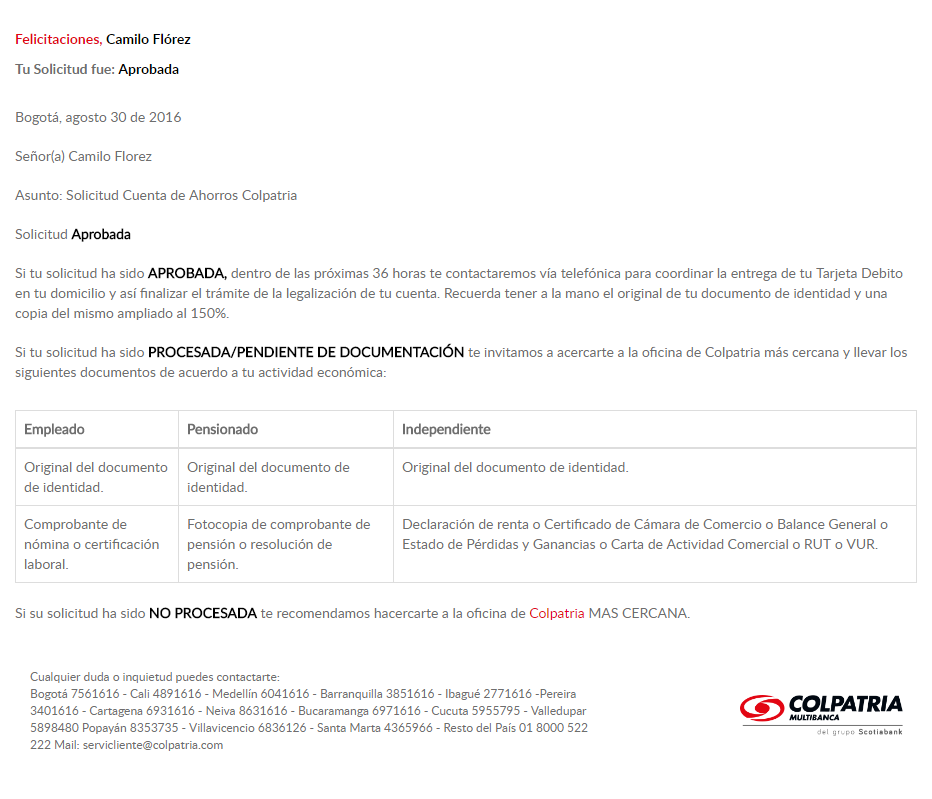 Felicitaciones, Camilo Flórez
Tu Solicitud fue: Aprobada
Bogotá, agosto 30 de 2016
Señor(a) Camilo Florez
Asunto: Solicitud Cuenta de Ahorros Colpatria
Solicitud Aprobada
Si tu solicitud ha sido APROBADA, dentro de las próximas 36 horas te contactaremos vía telefónica para coordinar la entrega de tu Tarjeta Debito
en tu domicilio y así finalizar el trámite de la legalización de tu cuenta. Recuerda tener a la mano el original de tu documento de identidad y una
copia del mismo ampliado al 150%.
Si tu solicitud ha sido PROCESADA/PENDIENTE DE DOCUMENTACIÓN te invitamos a acercarte a la oficina de Colpatria más cercana y llevar los
siguientes documentos de acuerdo a tu actividad económica:
Empleado
Pensionado
Independiente
Original del documento
de identidad.
Original del documento de
identidad.
Original del documento de identidad.
Comprobante de
nómina o certificación
laboral.
Fotocopia de comprobante de
pensión o resolución de
pensión.
Declaración de renta o Certificado de Cámara de Comercio o Balance General o
Estado de Pérdidas y Ganancias o Carta de Actividad Comercial o RUT o VUR.
Si su solicitud ha sido NO PROCESADA te recomendamos hacercarte a la oficina de Colpatria MAS CERCANA.
Cualquier duda o inquietud puedes contactarte:
Bogotá 7561616 - Cali 4891616 - Medellín 6041616 - Barranquilla 3851616 - Ibagué 2771616 -Pereira
3401616 - Cartagena 6931616 - Neiva 8631616 - Bucaramanga 6971616 - Cucuta 5955795 - Valledupar
5898480 Popayán 8353735 - Villavicencio 6836126 - Santa Marta 4365966 - Resto del País 01 8000 522
222 Mail: servicliente@colpatria.com
COLPATRIA
MULTIBANCA
del grupo Scotiabank